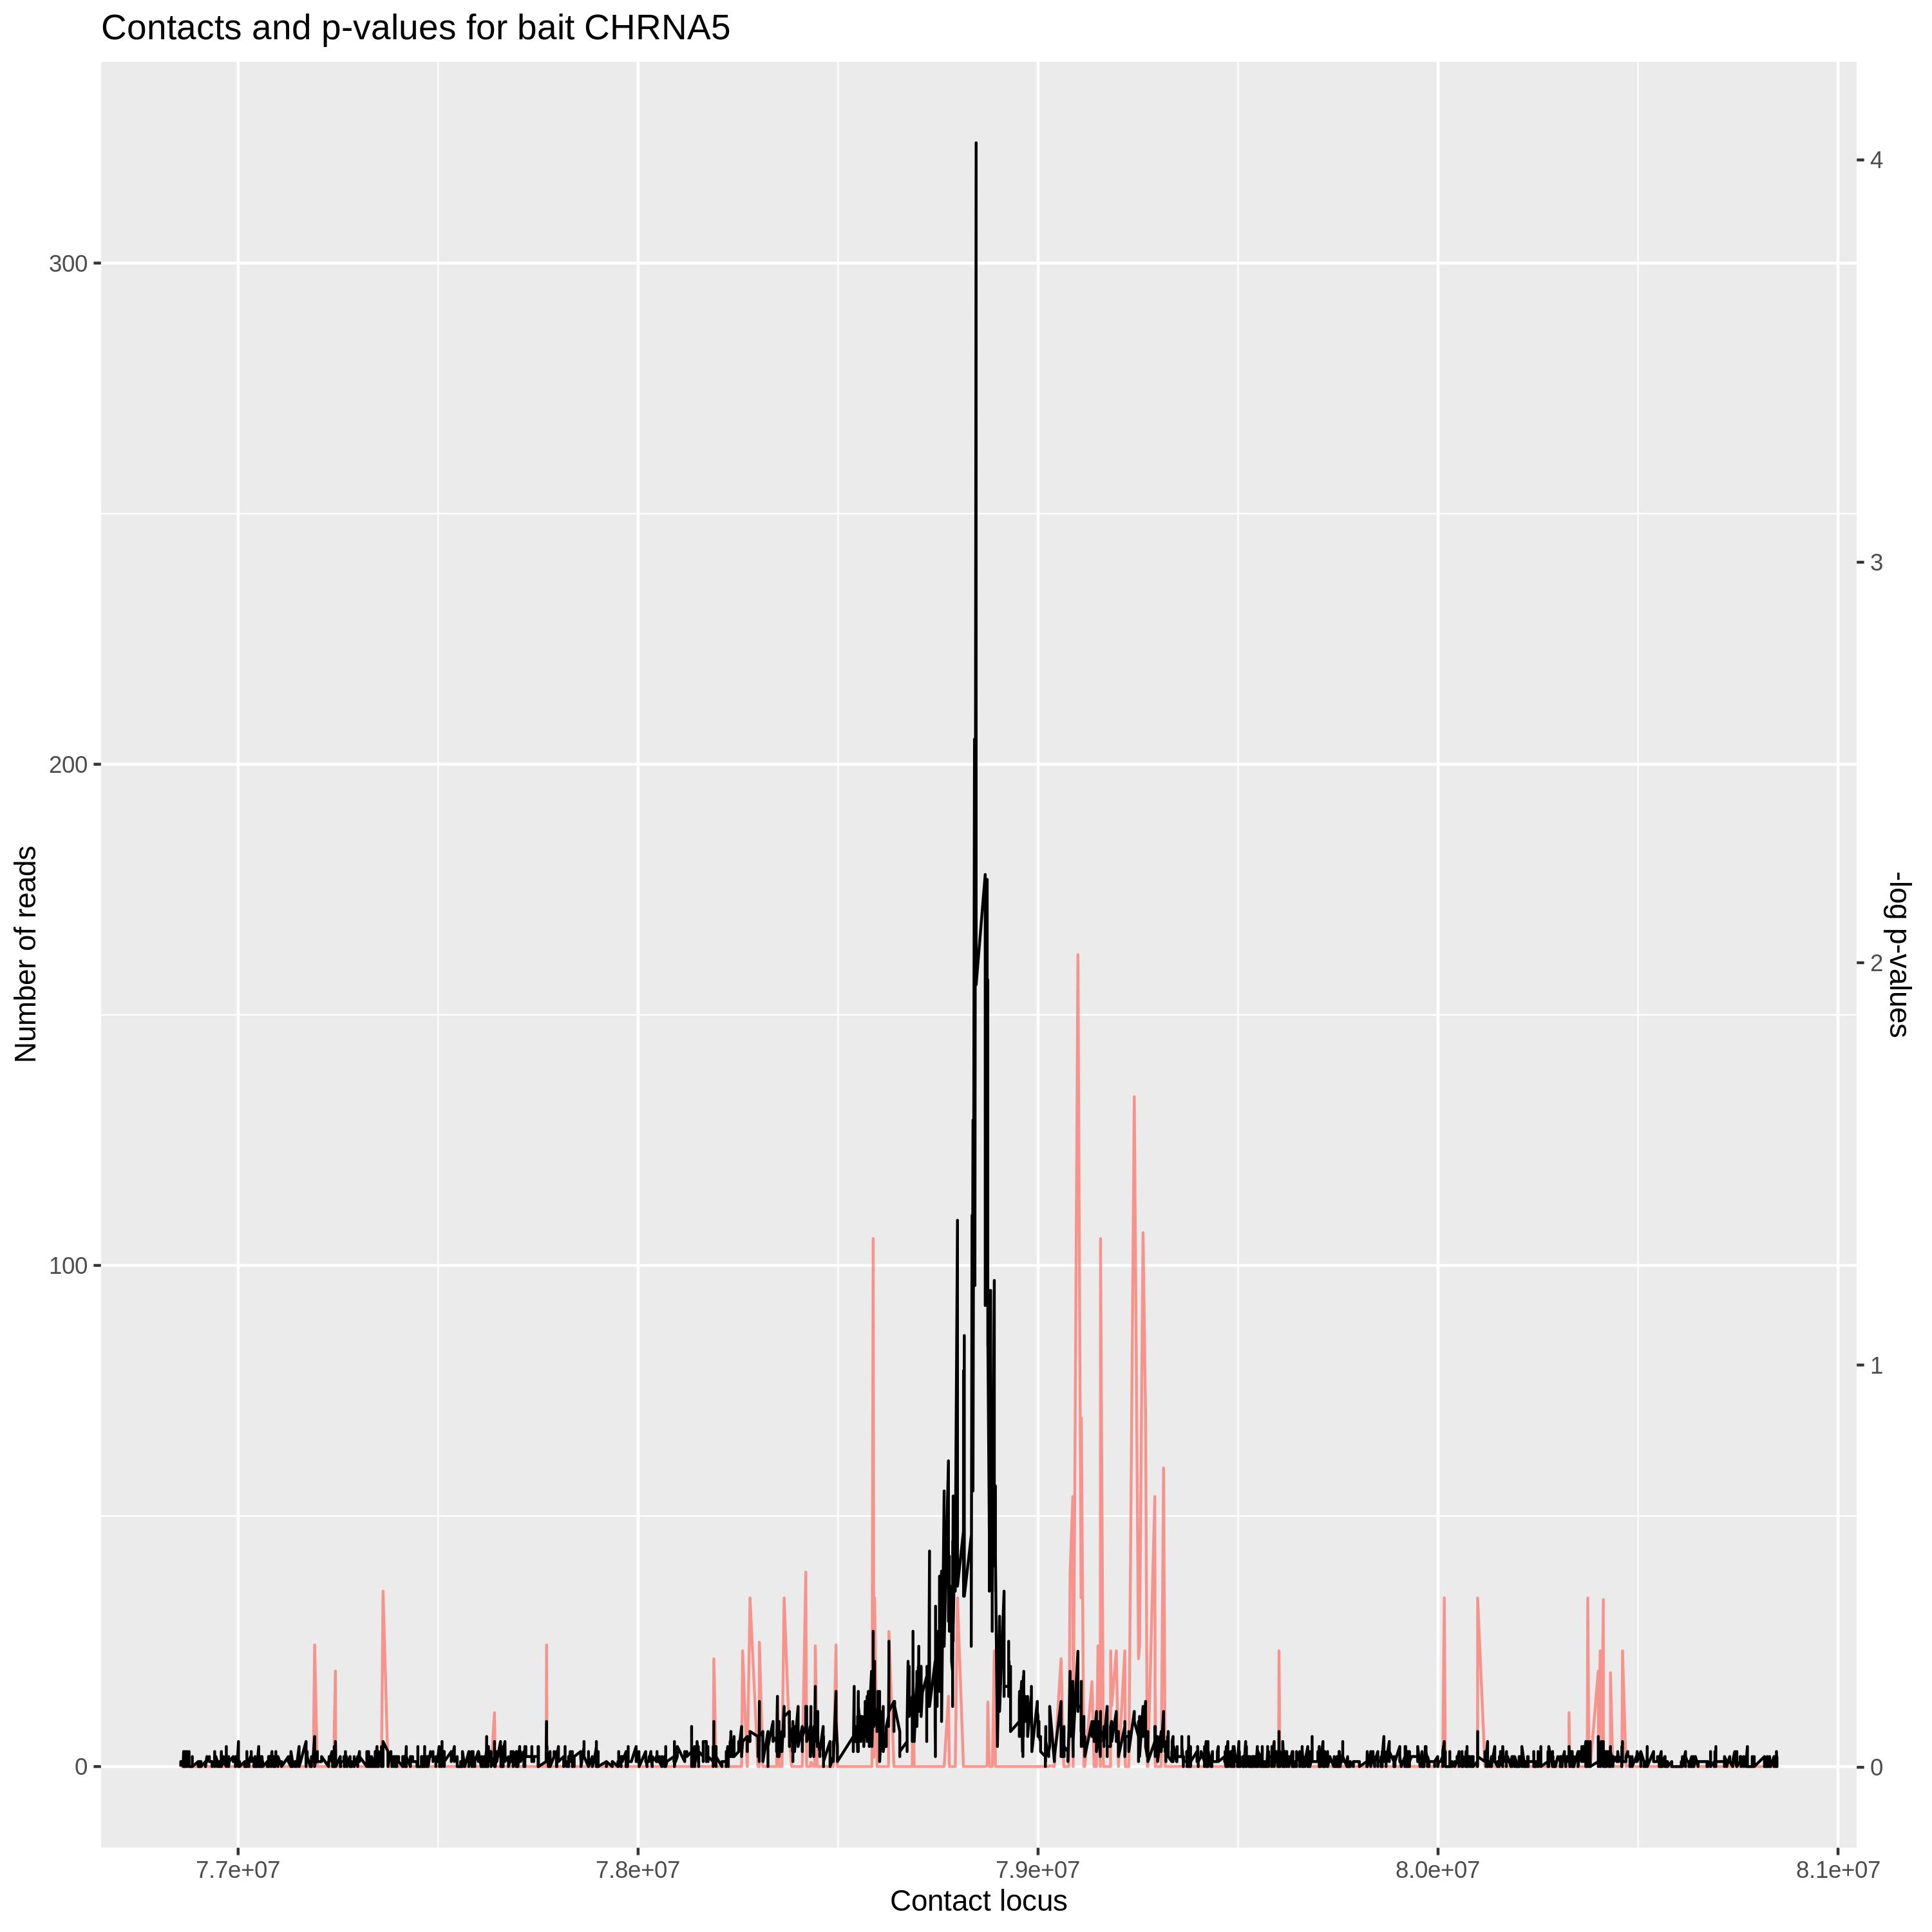 Contacts and p-values for bait CHRNA5
Number of reads
300
200
100
0
4
3
2
1
0
-log p-values
7.7e+07
7.8e+07
7.9e+07
8.0e+07
8.1e+07
Contact locus